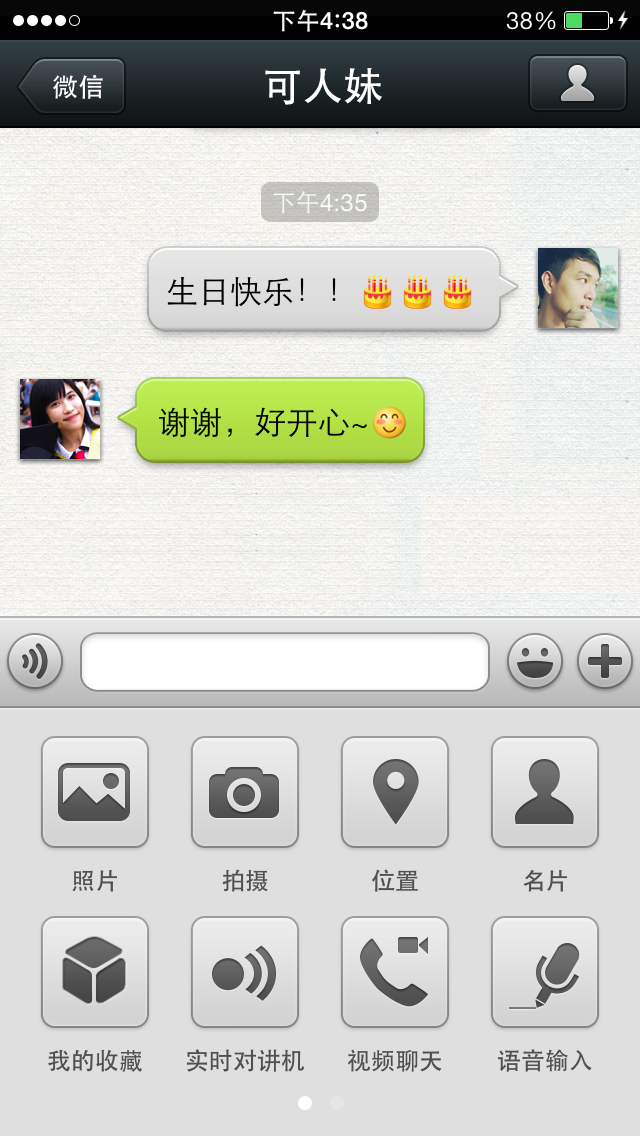 下午4:38
38%
微信
可人妹
下午4:35
生日快乐！！🎂🎂🎂
谢谢，好开心~😊
照片
拍摄
位置
名片
我的收藏
实时对讲机
视频聊天
语音输入